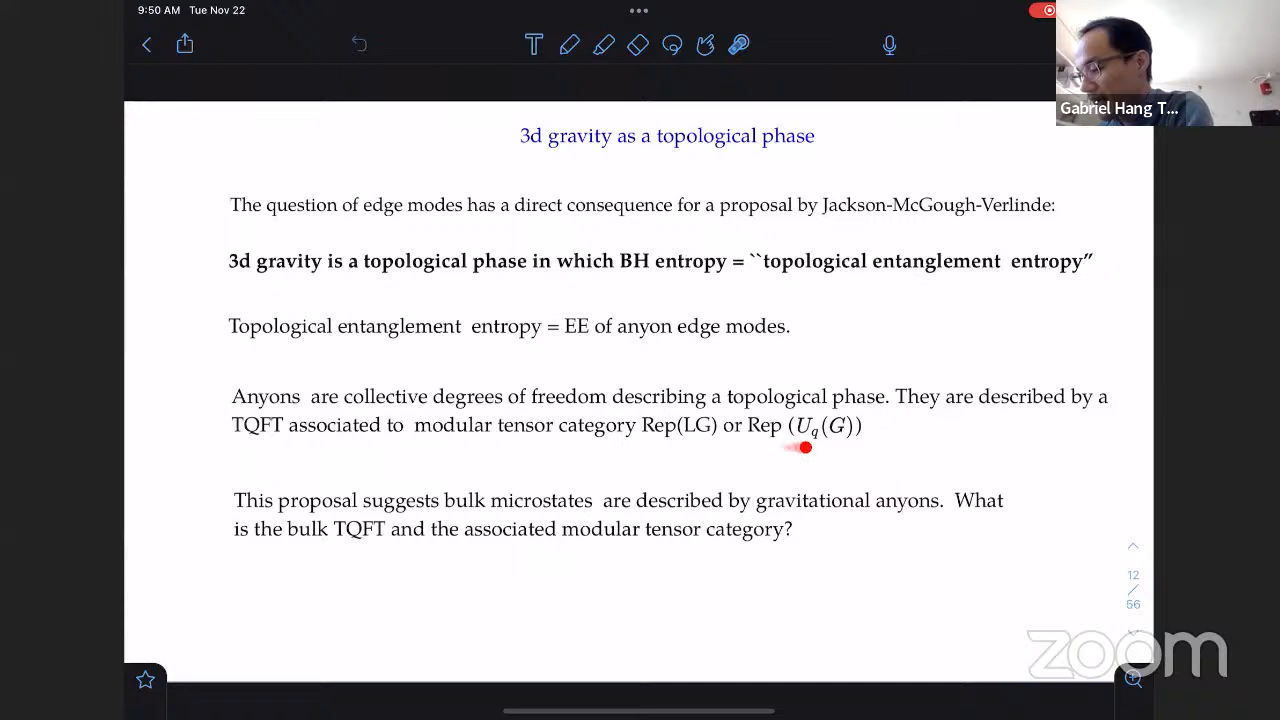 9:50 AM Tue Nov 22
Gabriel Hang T...
3d gravity as a topological phase
The question of edge modes has a direct consequence for a proposal by Jackson-McGough-Verlinde:
3d gravity is a topological phase in which BH entropy = ``topological entanglement entropy”
Topological entanglement entropy = EE of anyon edge modes.
Anyons are collective degrees of freedom describing a topological phase. They are described by a
TQFT associated to modular tensor category Rep(LG) or Rep (U_q(G))
This proposal suggests bulk microstates are described by gravitational anyons. What
is the bulk TQFT and the associated modular tensor category?
12
/
56
zoom